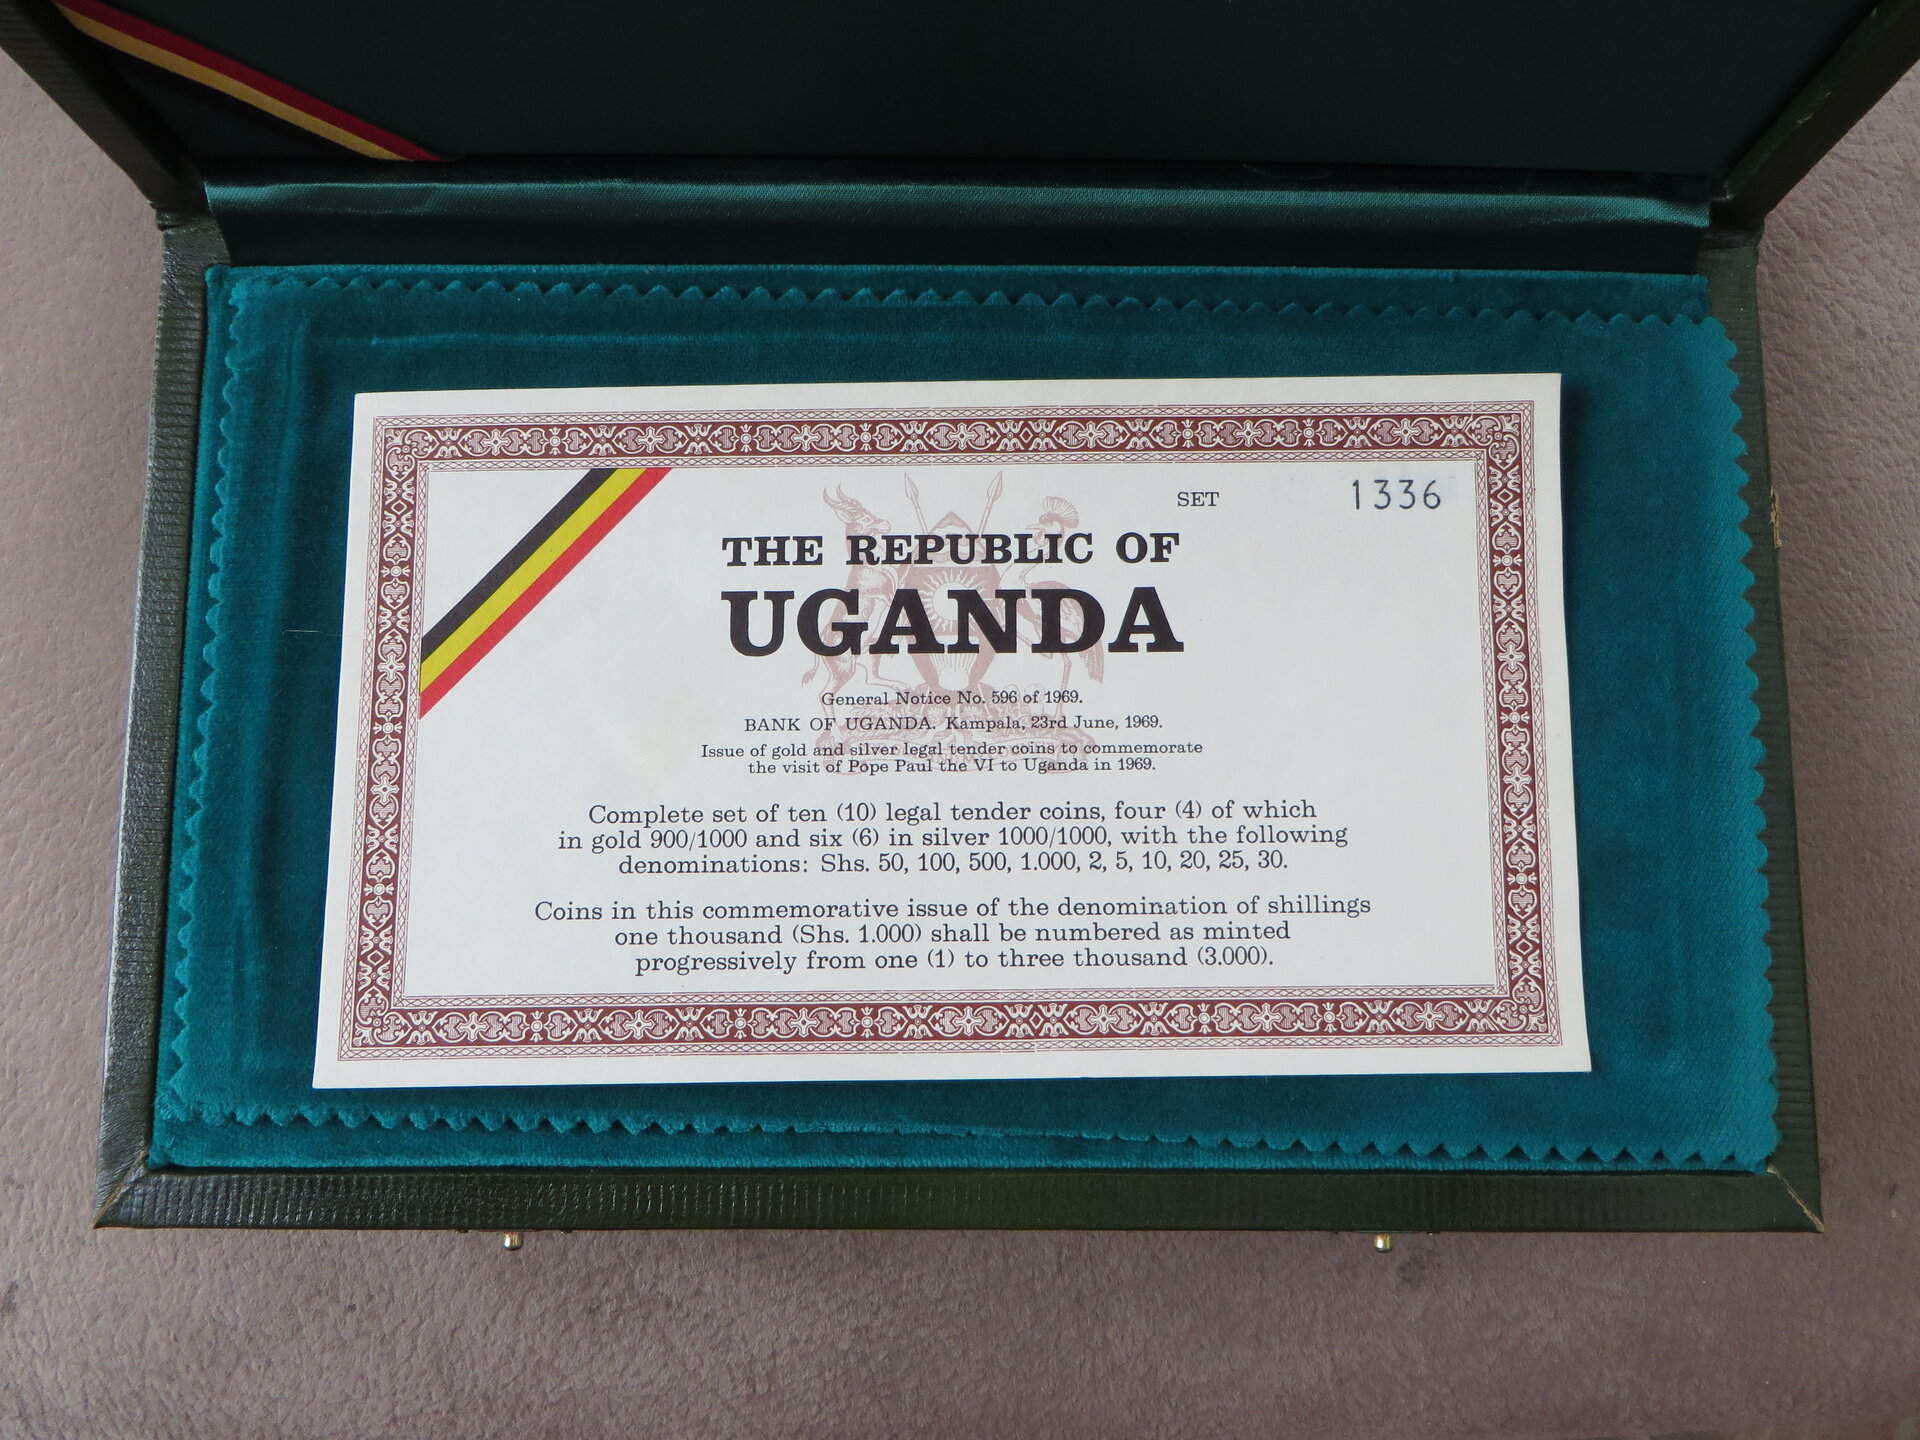 SET 1336
THE REPUBLIC OF
UGANDA
General Notice No. 596 of 1969.
BANK OF UGANDA. Kampala, 23rd June, 1969.
Issue of gold and silver legal tender coins to commemorate
the visit of Pope Paul the VI to Uganda in 1969.
Complete set of ten (10) legal tender coins, four (4) of which
in gold 900/1000 and six (6) in silver 1000/1000, with the following
denominations: Shs. 50, 100, 500, 1.000, 2, 5, 10, 20, 25, 30.
Coins in this commemorative issue of the denomination of shillings
one thousand (Shs. 1.000) shall be numbered as minted
progressively from one (1) to three thousand (3.000).